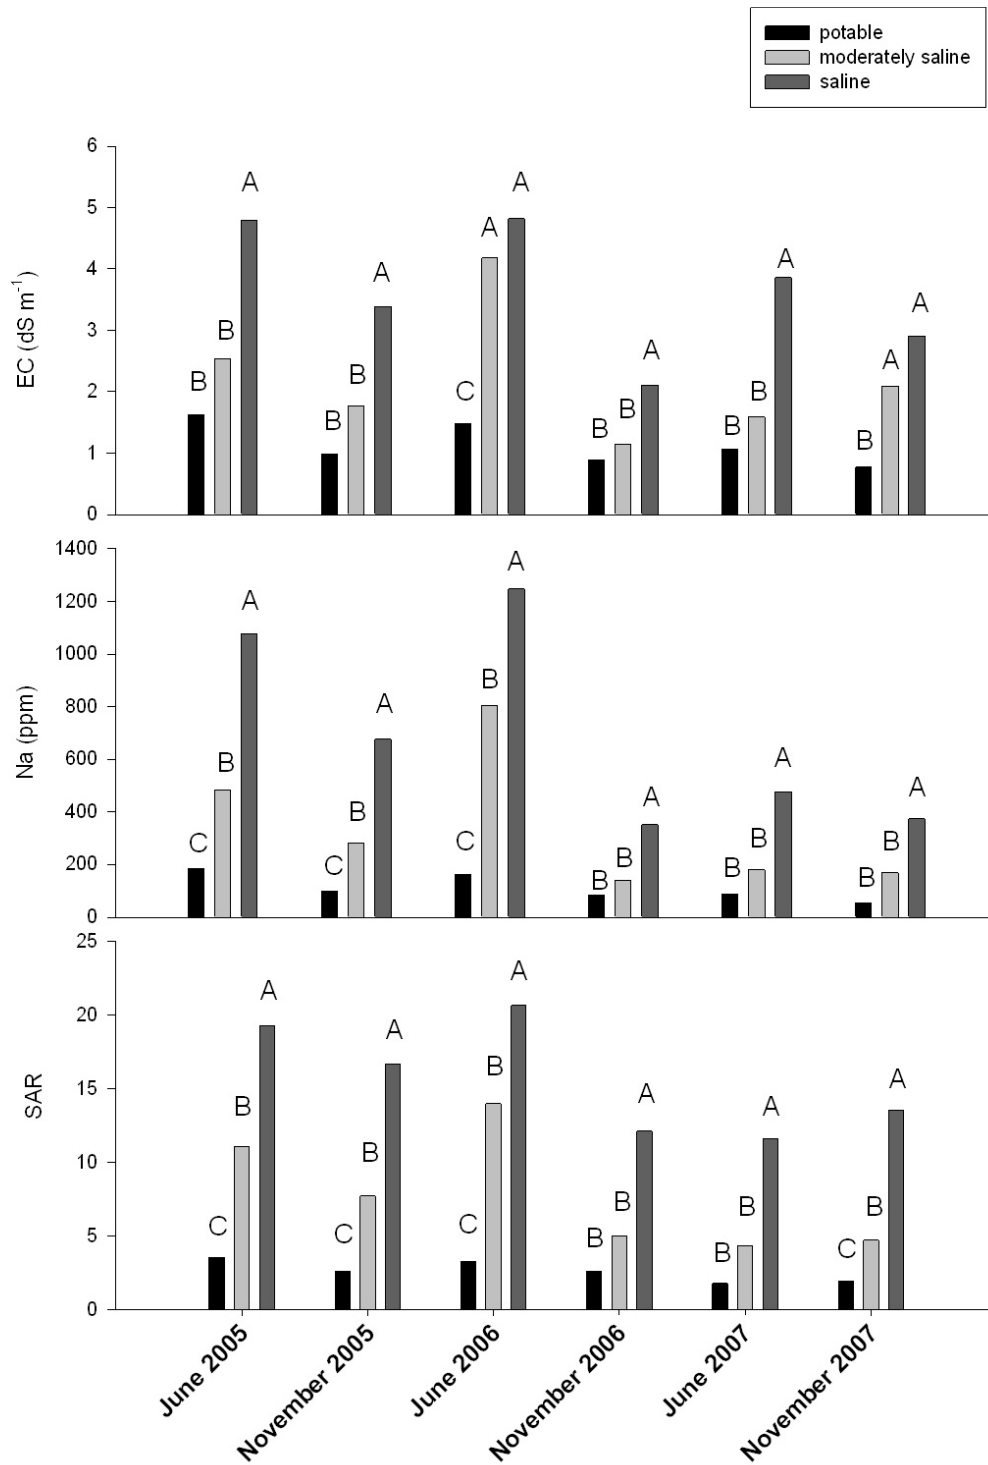 potable
moderately saline
saline
6
5
4
3
2
1
0
EC (dS m-1)
B B A
B B A
C A A
B B A
B B A
B A A
1400
1200
1000
800
600
400
200
0
Na (ppm)
C B A
C B A
C B A
B B A
B B A
B B A
25
20
15
10
5
0
SAR
C B A
C B A
C B A
B B A
B B A
C B A
June 2005
November 2005
June 2006
November 2006
June 2007
November 2007